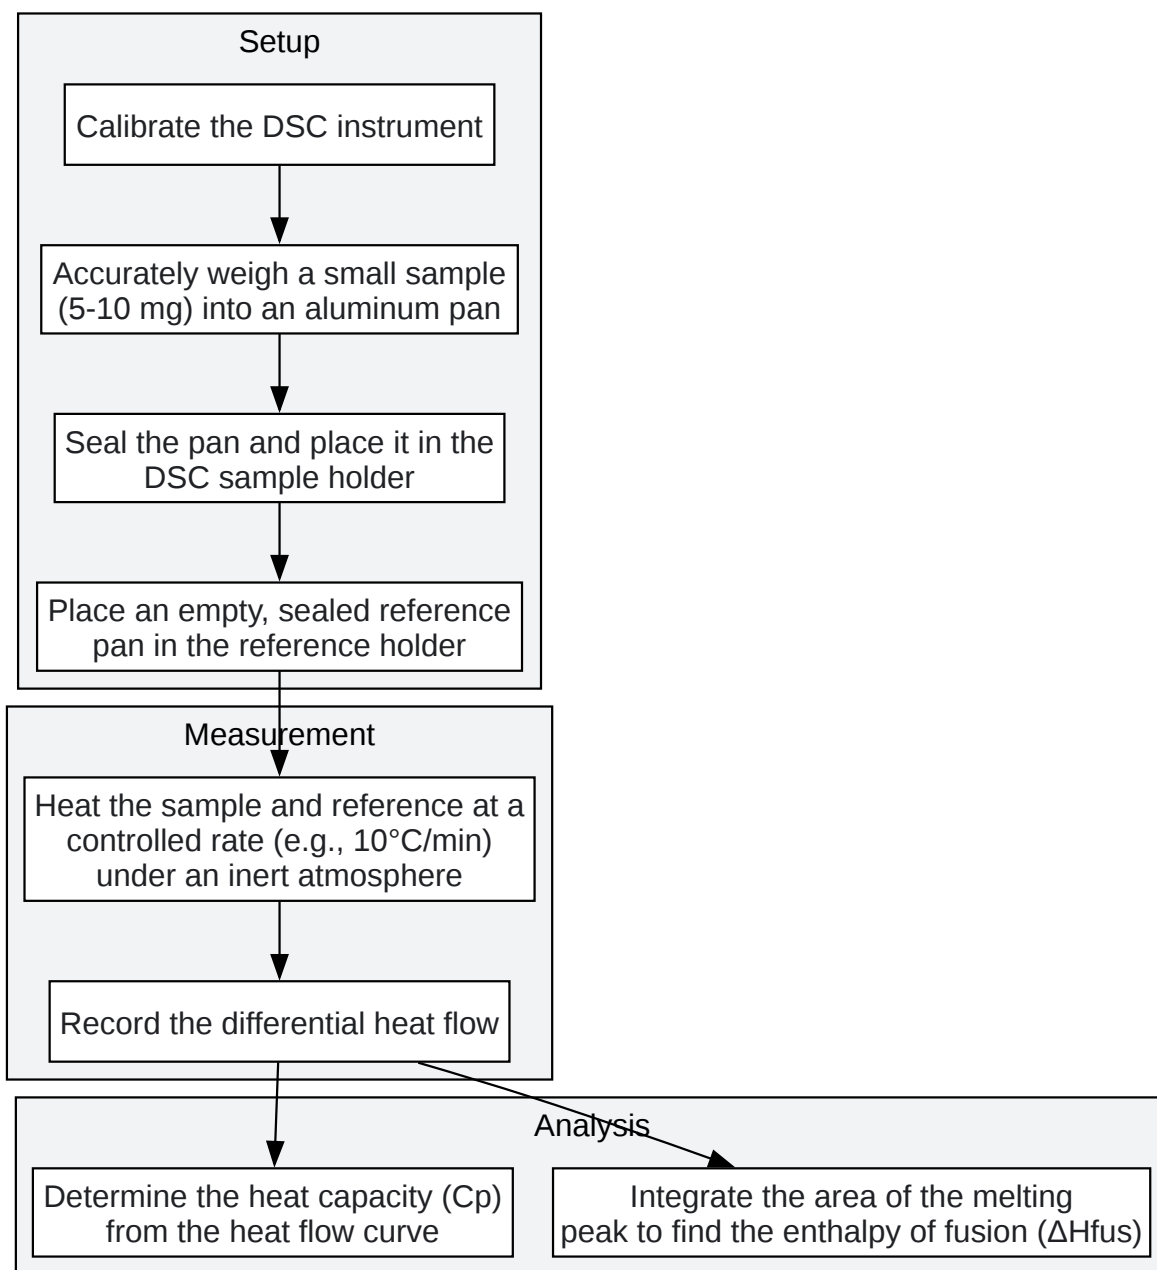 Setup
Calibrate the DSC instrument
Accurately weigh a small sample
(5-10 mg) into an aluminum pan
Seal the pan and place it in the
DSC sample holder
Place an empty, sealed reference
pan in the reference holder
Measurement
Heat the sample and reference at a
controlled rate (e.g., 10°C/min)
under an inert atmosphere
Record the differential heat flow
Analysis
Determine the heat capacity (Cp)
from the heat flow curve
Integrate the area of the melting
peak to find the enthalpy of fusion (ΔHfus)